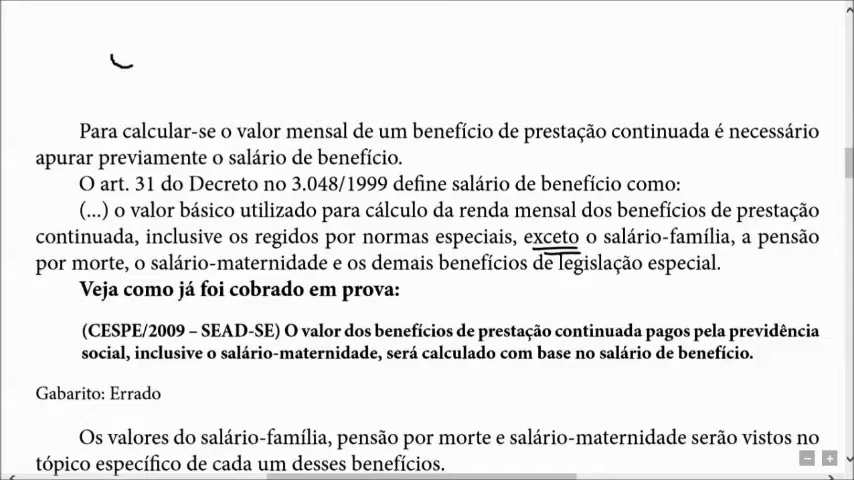 Para calcular-se o valor mensal de um benefício de prestação continuada é necessário
apurar previamente o salário de benefício.
O art. 31 do Decreto no 3.048/1999 define salário de benefício como:
(...) o valor básico utilizado para cálculo da renda mensal dos benefícios de prestação
continuada, inclusive os regidos por normas especiais, exceto o salário-família, a pensão
por morte, o salário-maternidade e os demais benefícios de legislação especial.
Veja como já foi cobrado em prova:
(CESPE/2009 – SEAD-SE) O valor dos benefícios de prestação continuada pagos pela previdência
social, inclusive o salário-maternidade, será calculado com base no salário de benefício.
Gabarito: Errado
Os valores do salário-família, pensão por morte e salário-maternidade serão vistos no
tópico específico de cada um desses benefícios.